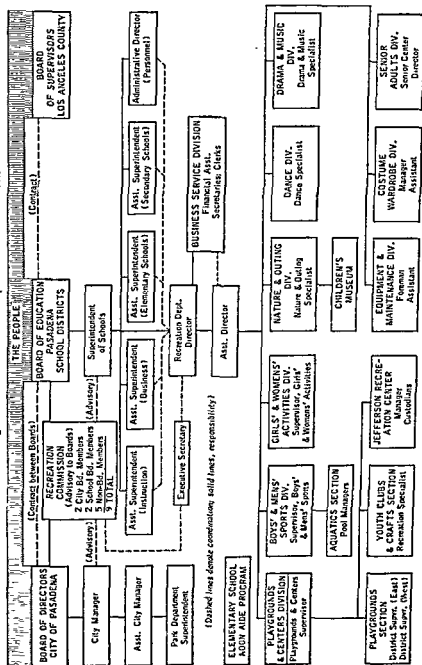 THE PEOPLE
(Contract between Boards)
(Contract)
BOARD OF DIRECTORS
CITY OF PASADENA
BOARD OF EDUCATION
PASADENA
SCHOOL DISTRICTS
BOARD
OF SUPERVISORS
LOS ANGELES COUNTY
RECREATION
COMMISSION
(Advisory to Boards)
2 City Bd. Members
2 School Bd. Members
5 Non-Bd. Members
9 TOTAL
City Manager
(Advisory)
(Advisory)
Superintendent
of Schools
Asst. City Manager
Asst. Superintendent
(Instruction)
Asst. Superintendent
(Business)
Asst. Superintendent
(Elementary Schools)
Asst. Superintendent
(Secondary Schools)
Administrative Director
(Personnel)
Park Department
Superintendent
Executive Secretary
Recreation Dept.
Director
BUSINESS SERVICE DIVISION
Financial Asst.
Secretaries; Clerks
(Dashed lines denote coordination; solid lines, responsibility)
Asst. Director
ELEMENTARY SCHOOL
NOON AIDE PROGRAM
PLAYGROUNDS
& CENTERS DIVISION
Playgrounds & Centers
Supervisor
BOYS' & MENS'
SPORTS DIV.
Supervisor, Boys'
& Mens' Sports
GIRLS' & WOMENS'
ACTIVITIES DIV.
Supervisor, Girls'
& Womens' Activities
NATURE & OUTING
DIV.
Nature & Outing
Specialist
DANCE DIV.
Dance Specialist
DRAMA & MUSIC
DIV.
Drama & Music
Specialist
AQUATICS SECTION
Pool Managers
CHILDREN'S
MUSEUM
PLAYGROUNDS
SECTION
District Super. (East)
District Super. (West)
YOUTH CLUBS
& CRAFTS SECTION
Recreation Specialist
JEFFERSON RECRE-
ATION CENTER
Manager
Custodians
EQUIPMENT &
MAINTENANCE DIV.
Foreman
Assistant
COSTUME
WARDROBE DIV.
Manager
Assistant
SENIOR
ADULTS DIV.
Senior Center
Director